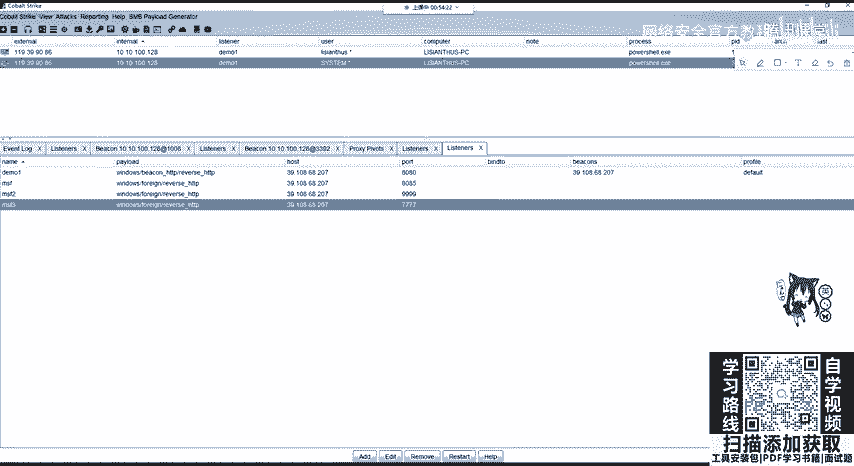 Cobalt Strike
上课中 00:54:22
Cobalt Strike View Attacks Reporting Help SMB Payload Generator
网络安全官方教程
external internal listener user computer note process pid arch last
119.39.90.86 10.10.100.128 demo1 lisianthus * LISIANTHUS-PC powershell.exe
119.39.90.86 10.10.100.128 demo1 SYSTEM * LISIANTHUS-PC powershell.exe
Event Log X Listeners X Beacon 10.10.100.128@1008 X Listeners X Beacon 10.10.100.128@3392 X Proxy Pivots X Listeners X Listeners X
name payload host port bindto beacons profile
demo1 windows/beacon_http/reverse_http 39.108.68.207 8080 39.108.68.207 default
msf windows/foreign/reverse_http 39.108.68.207 8085
msf2 windows/foreign/reverse_http 39.108.68.207 9999
msf3 windows/foreign/reverse_http 39.108.68.207 7777
英
学习路线
自学视频
扫描添加获取
工具安装包|PDF学习书籍|面试题
Add Edit Remove Restart Help